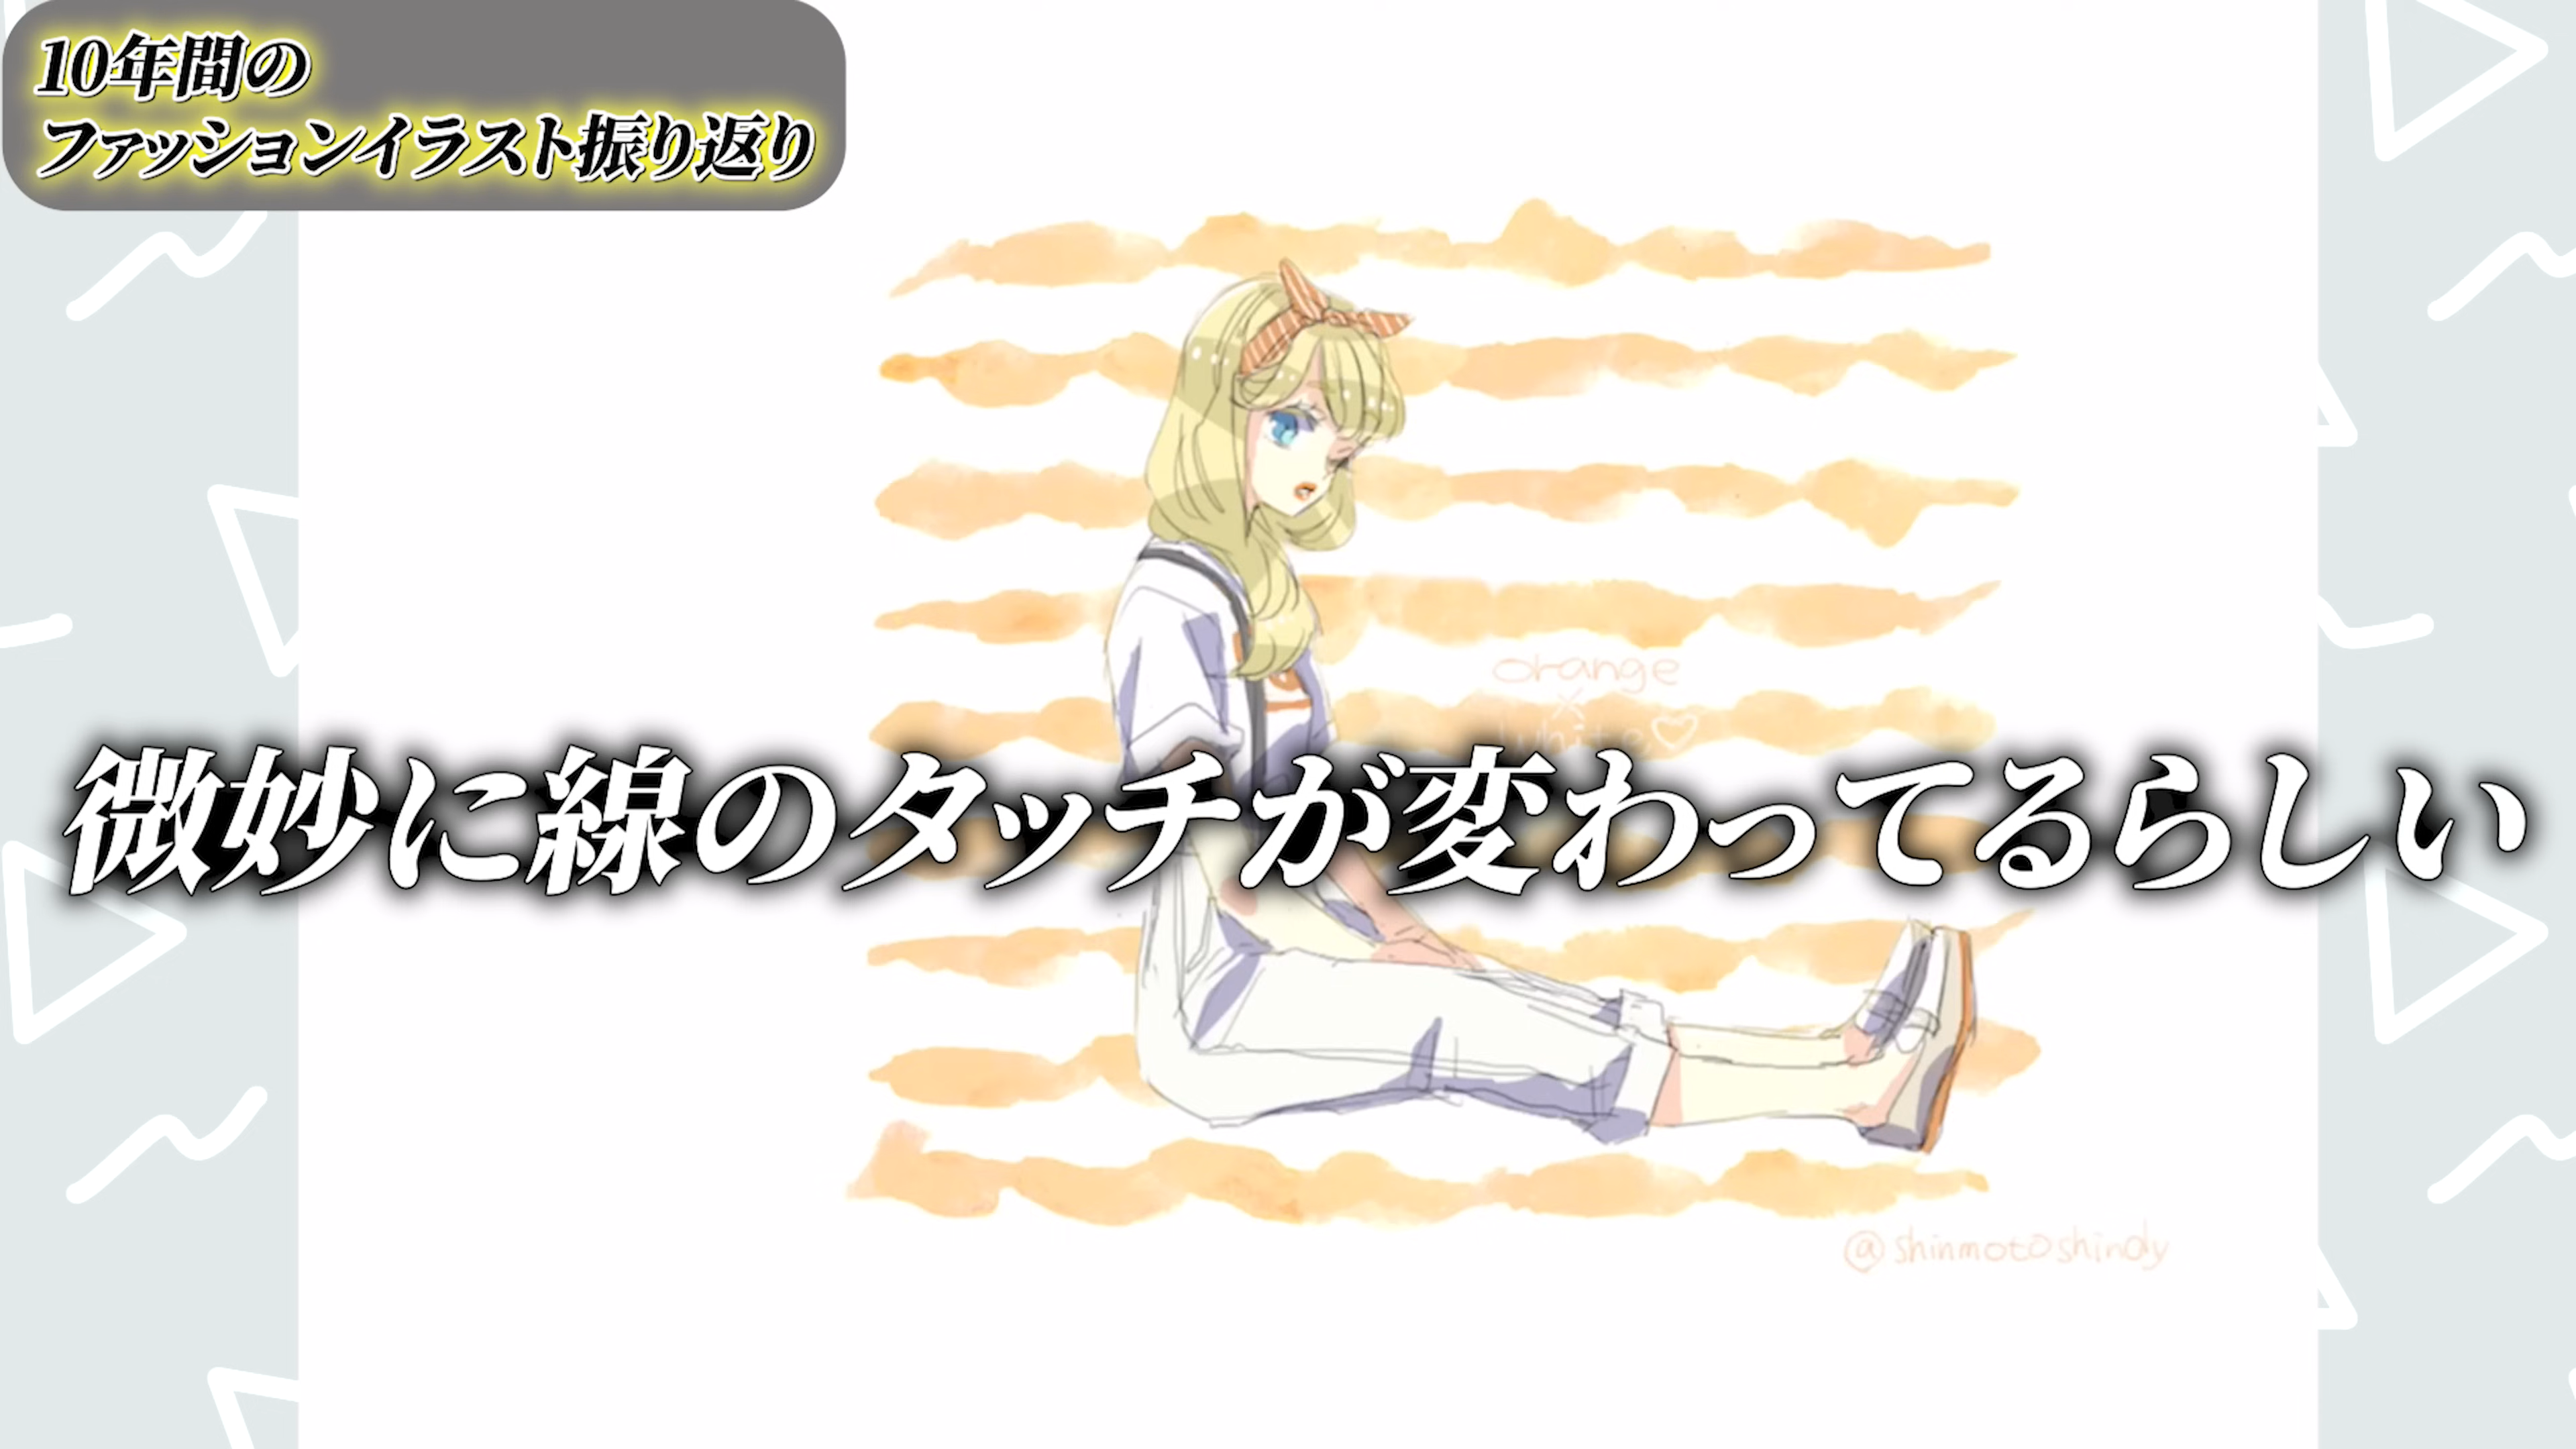 10年間の
ファッションイラスト振り返り
orange
×
white♡
微妙に線のタッチが変わってるらしい
@shinmotoshindy